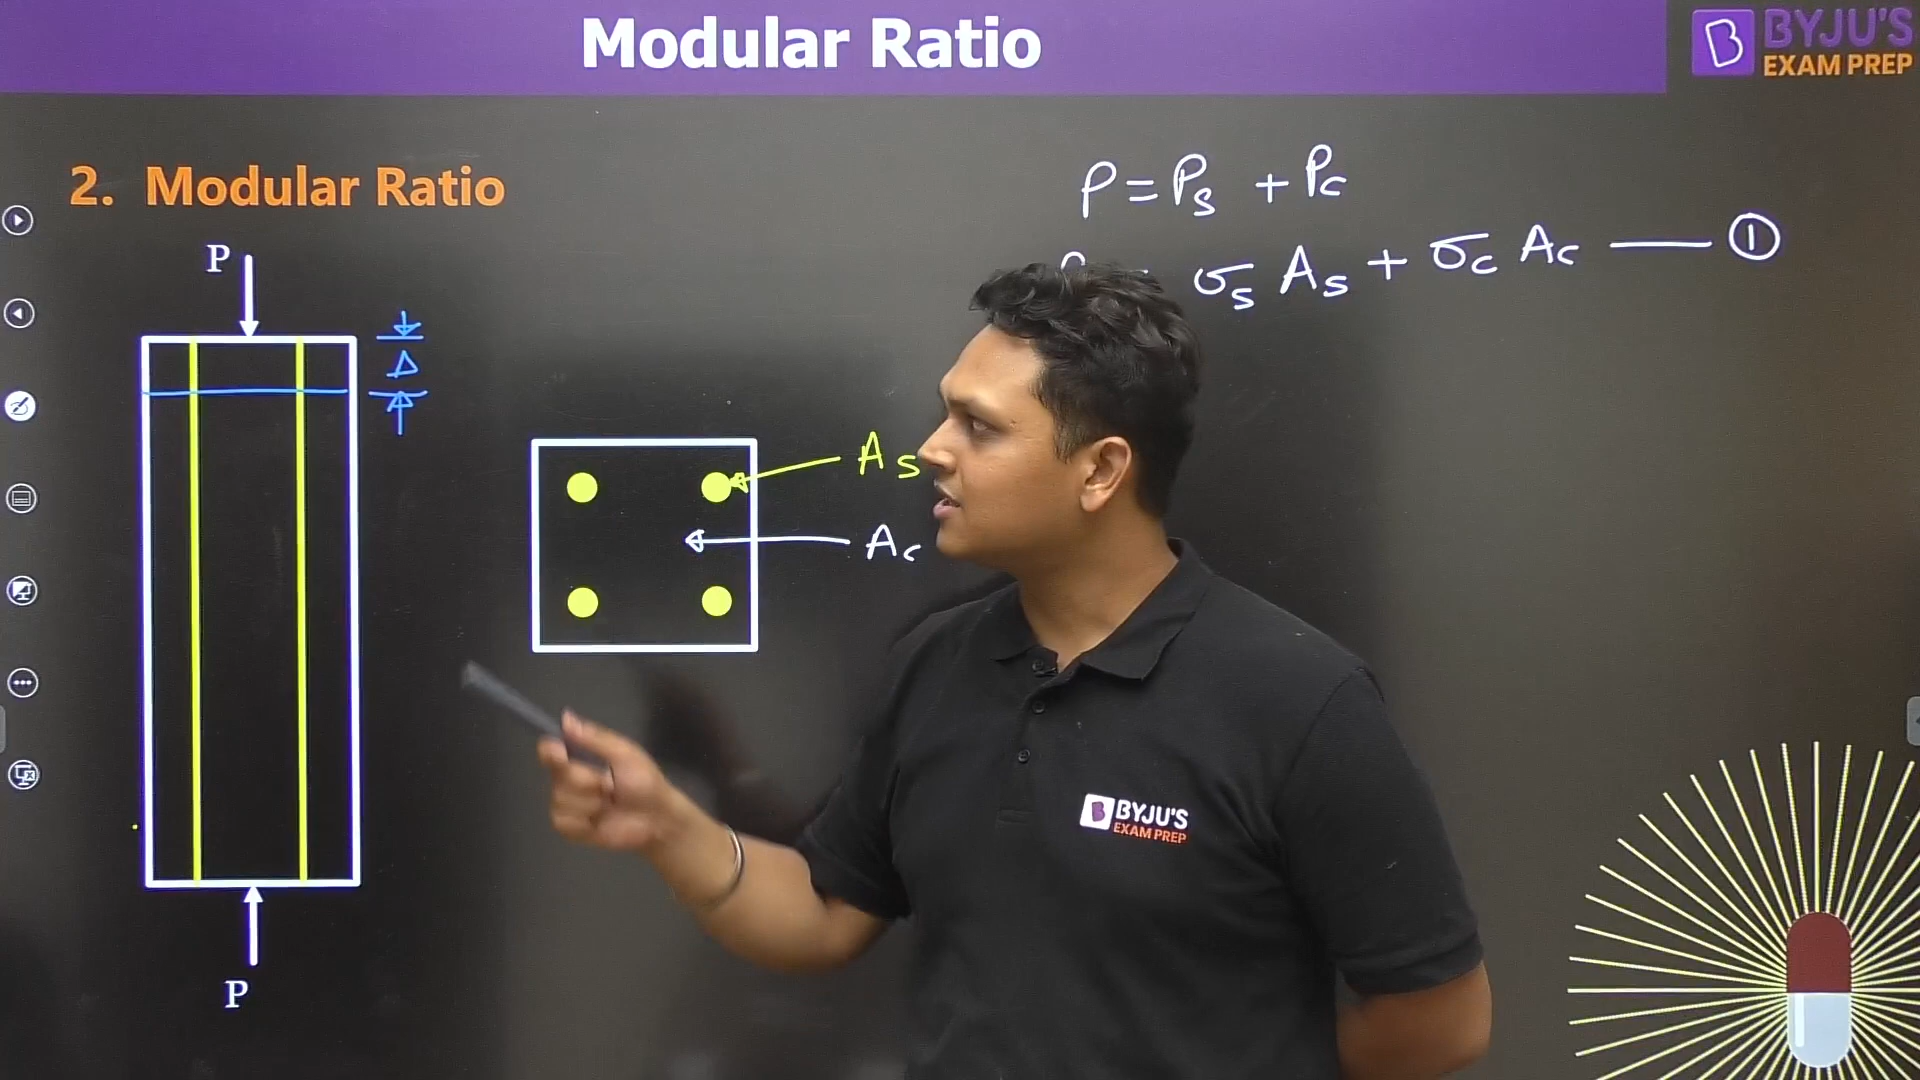 Modular Ratio
BYJU'S
EXAM PREP
2. Modular Ratio
P = Ps + Pc
σs As + σc Ac —— ①
P
Δ
As
Ac
BYJU'S
EXAM PREP
P